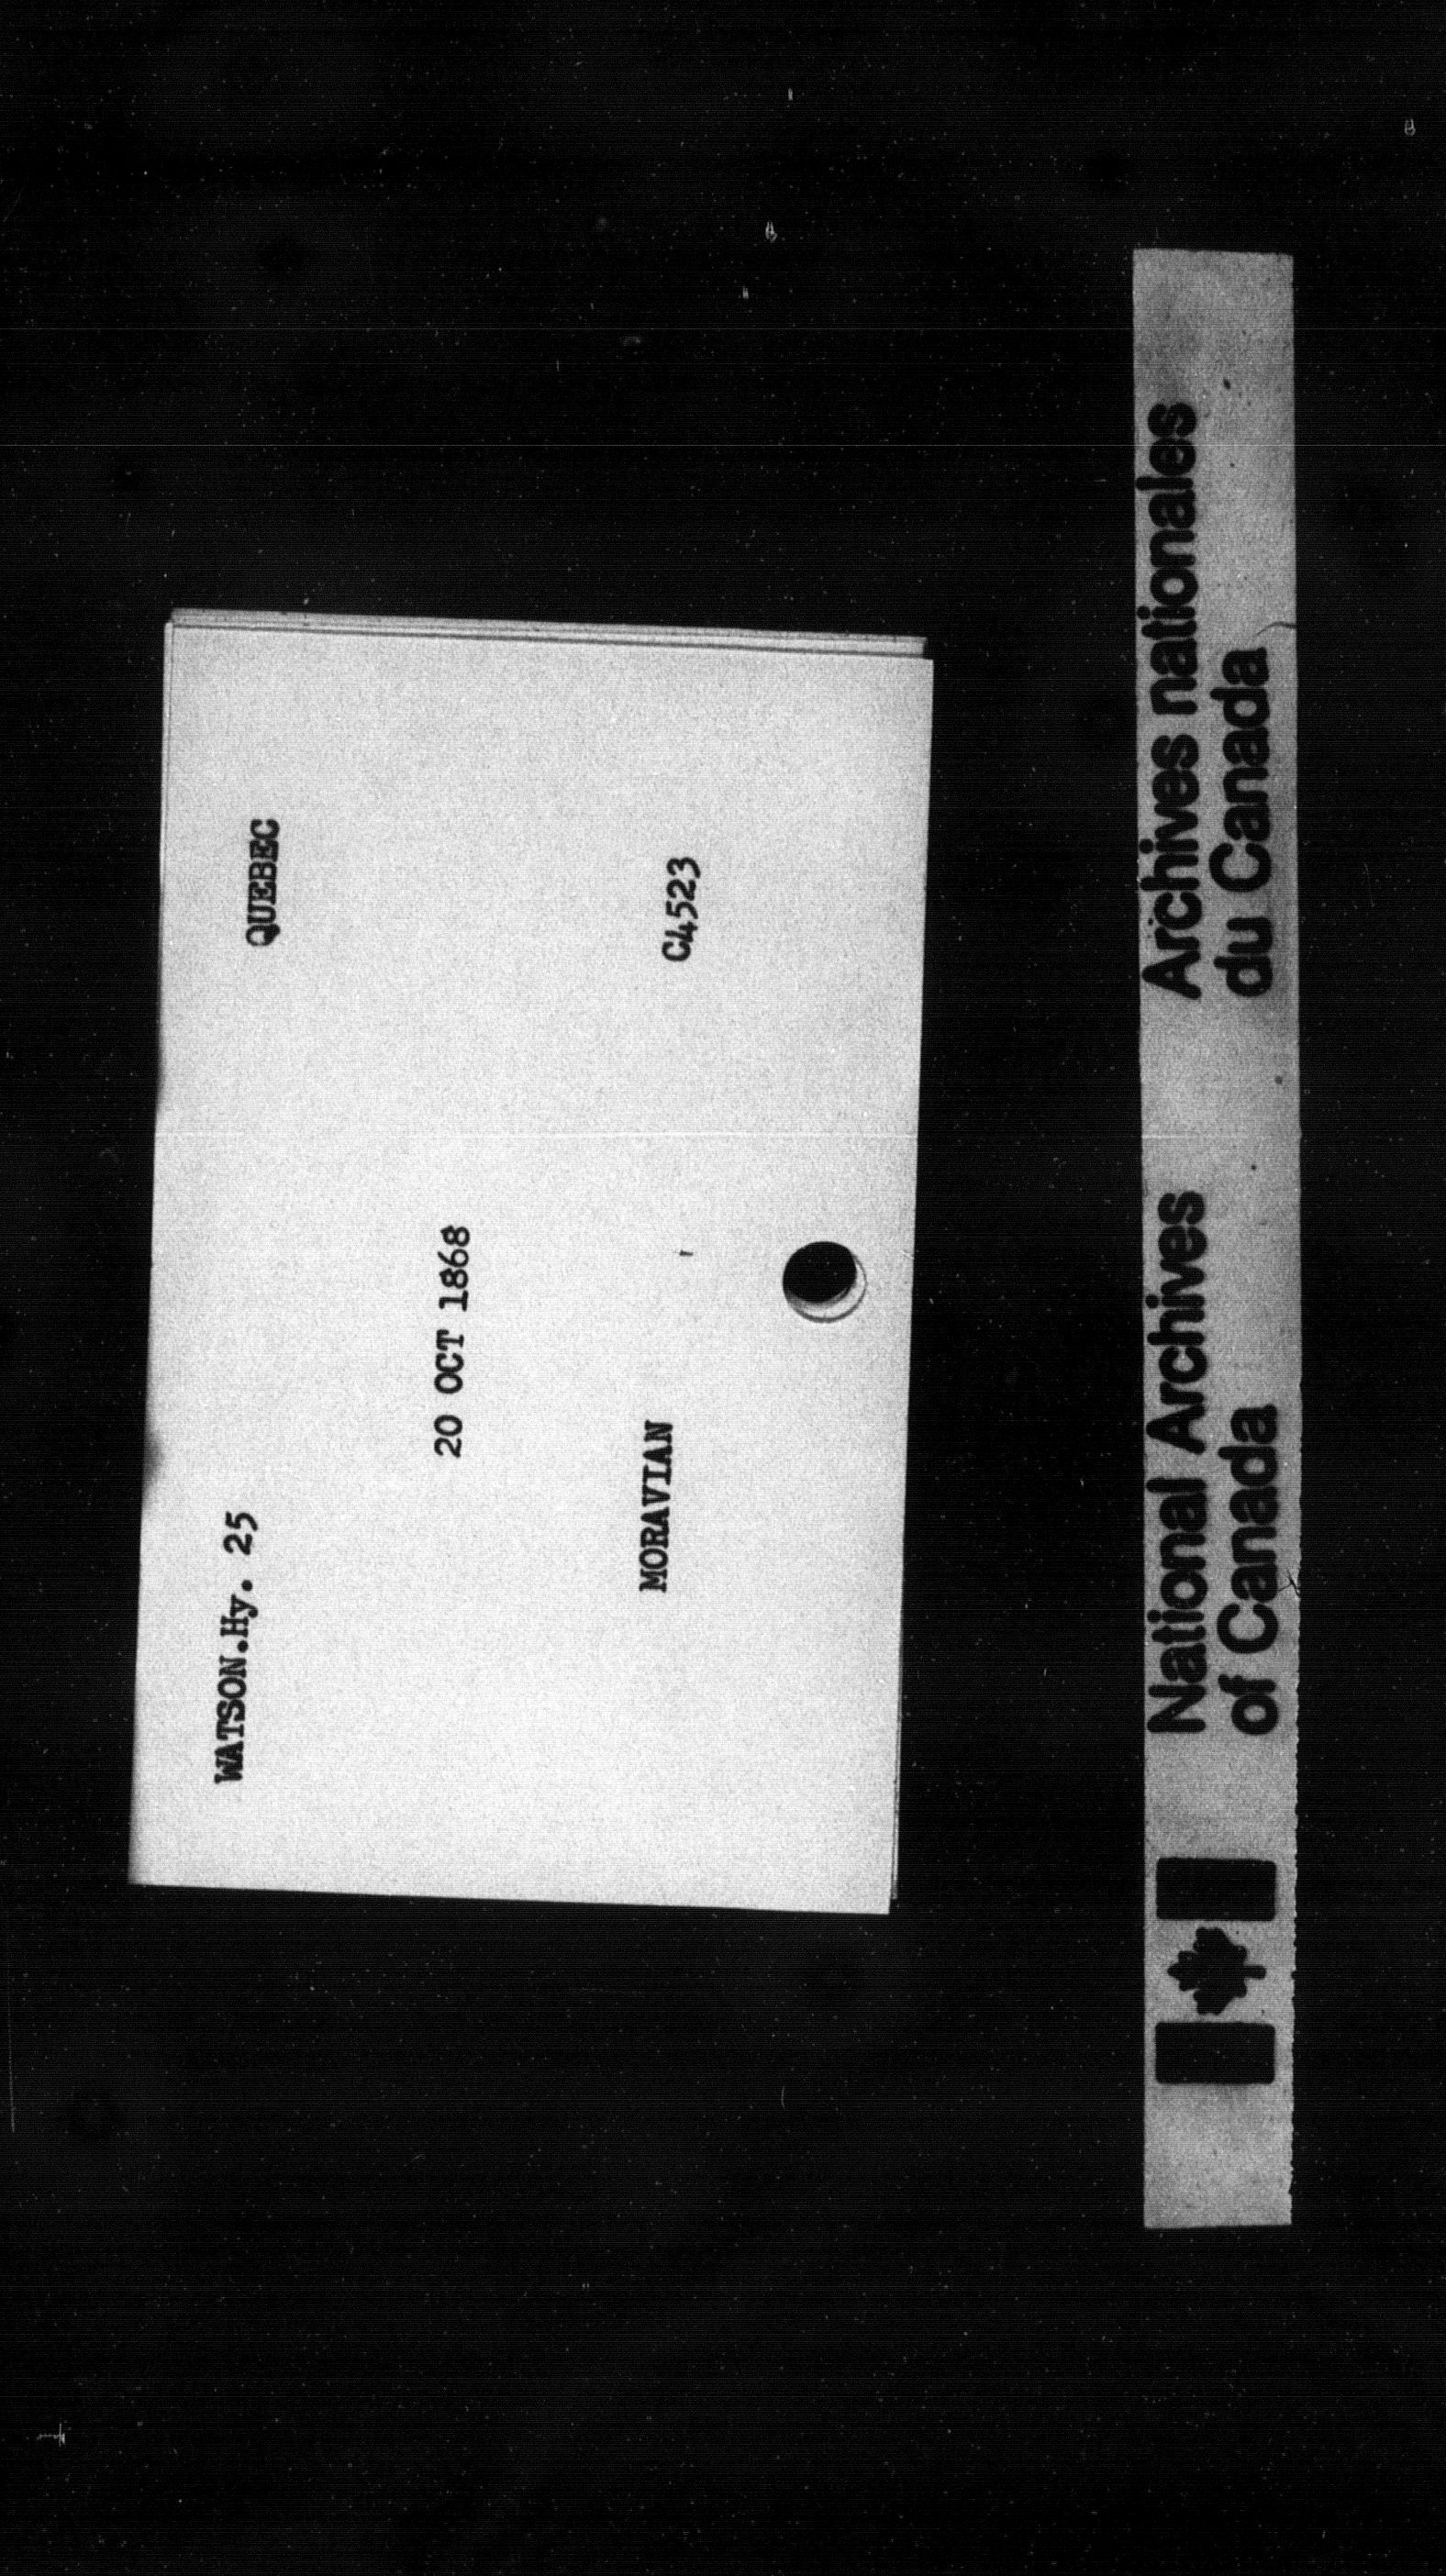 WATSON.Hy. 25 QUEBEC
20 OCT 1868
MORAVIAN C4523
National Archives
of Canada
Archives nationales
du Canada